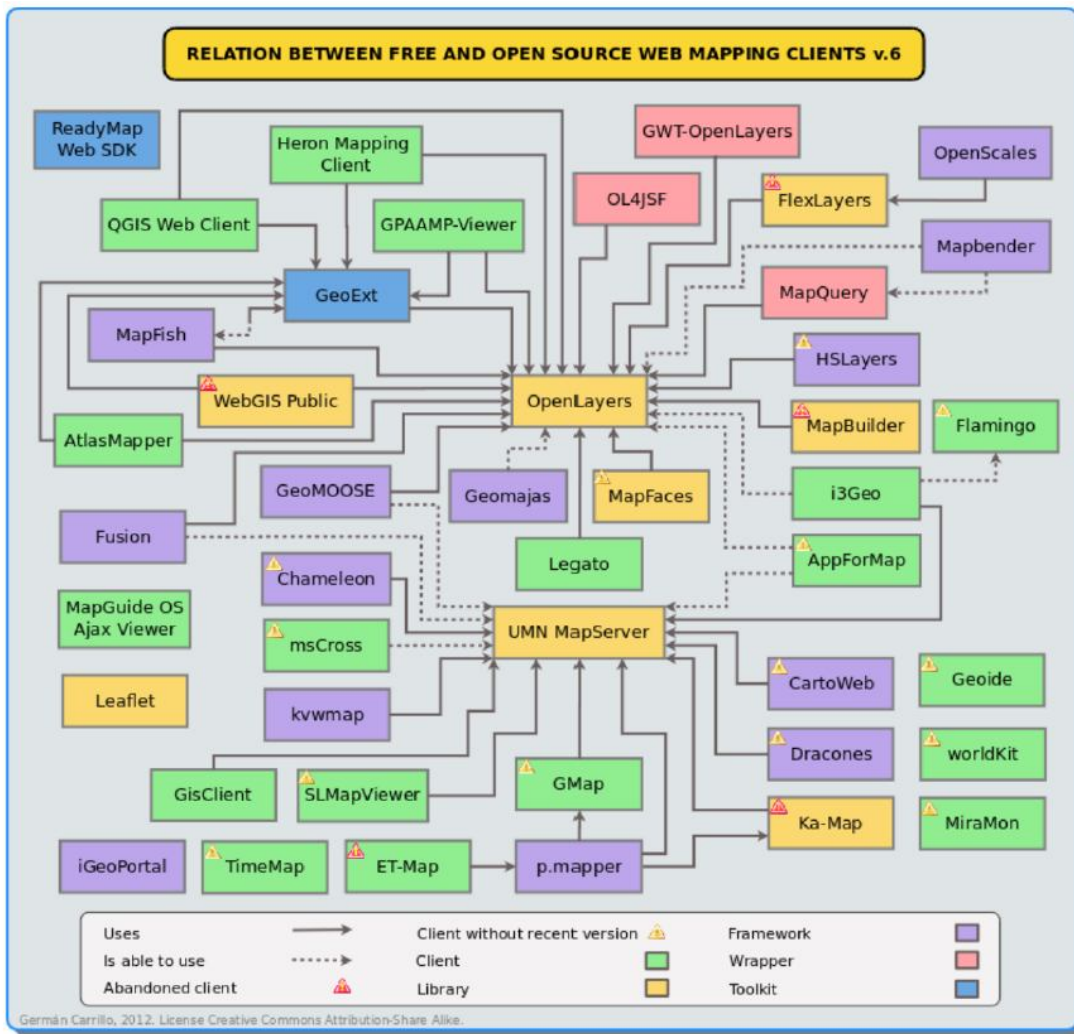 RELATION BETWEEN FREE AND OPEN SOURCE WEB MAPPING CLIENTS v.6
ReadyMap
Web SDK
Heron Mapping
Client
GWT-OpenLayers
OpenScales
QGIS Web Client
GPAAMP-Viewer
OL4JSF
FlexLayers
Mapbender
GeoExt
MapQuery
MapFish
HSLayers
WebGIS Public
OpenLayers
AtlasMapper
MapBuilder
Flamingo
GeoMOOSE
Geomajas
MapFaces
i3Geo
Fusion
Legato
AppForMap
Chameleon
MapGuide OS
Ajax Viewer
msCross
UMN MapServer
Leaflet
kvwmap
CartoWeb
Geoide
Dracones
worldKit
GisClient
SLMapViewer
GMap
Ka-Map
MiraMon
iGeoPortal
TimeMap
ET-Map
p.mapper
Uses
Client without recent version
Framework
Is able to use
Client
Wrapper
Abandoned client
Library
Toolkit
Germán Carrillo, 2012. License Creative Commons Attribution-Share Alike.